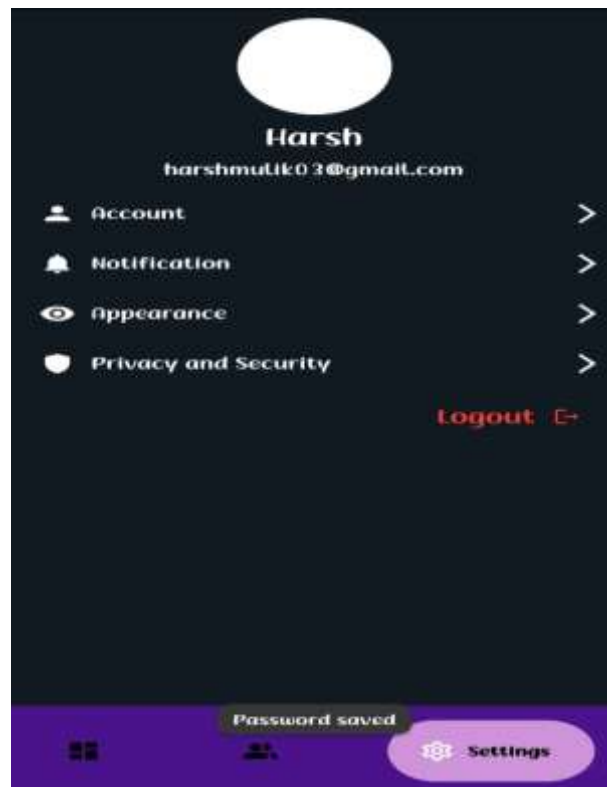 Harsh
harshmulik03@gmail.com
Account
Notification
Appearance
Privacy and Security
Logout
Password saved
Settings